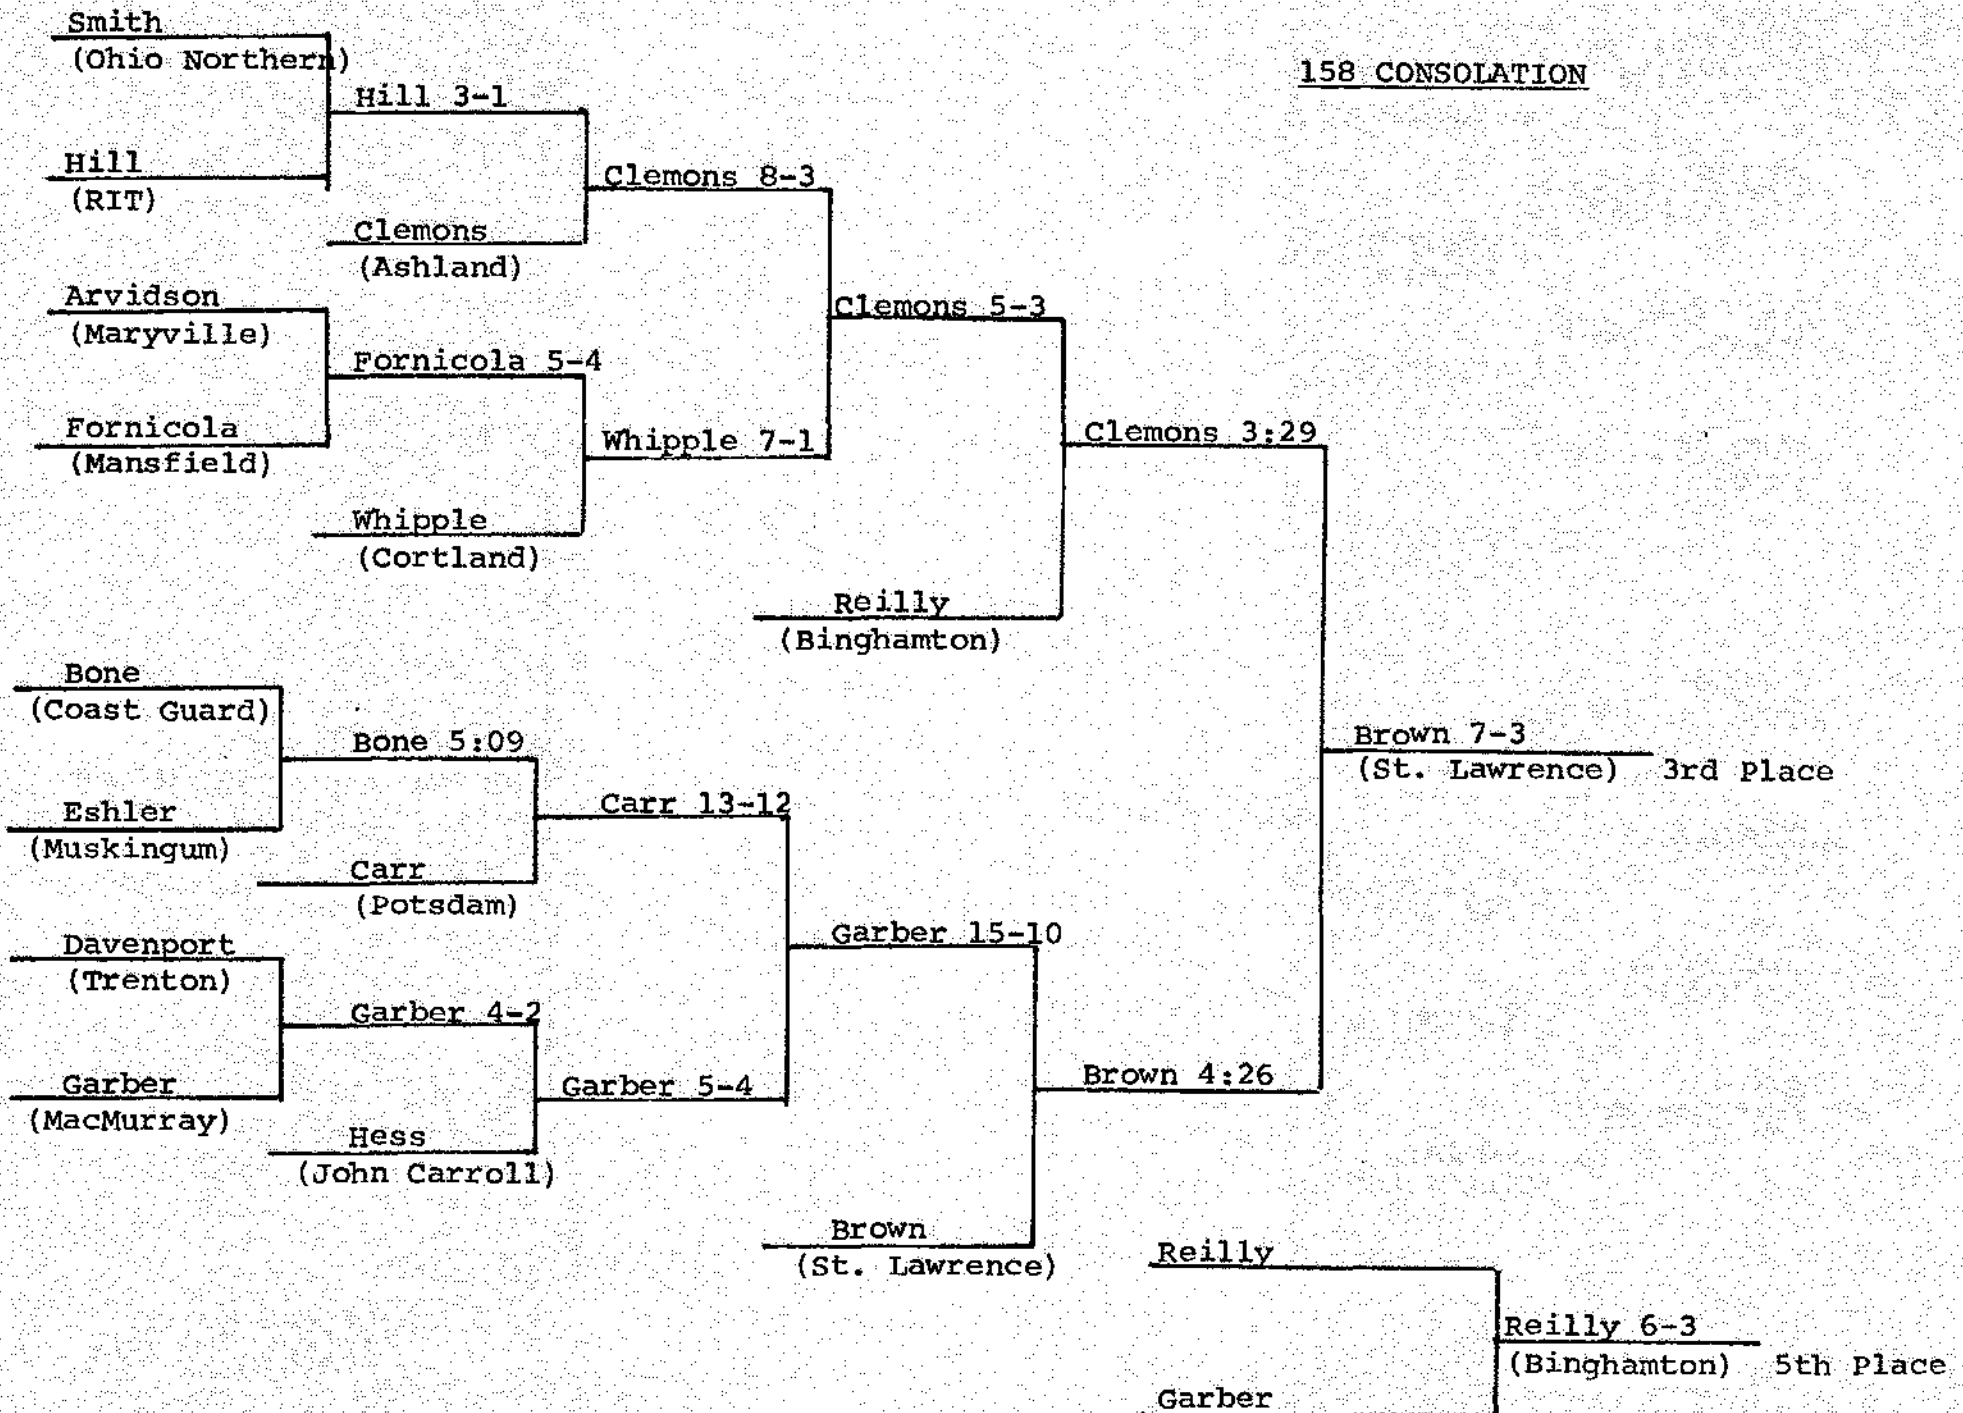 Smith
(Ohio Northern)
158 CONSOLATION
Hill 3-1
Hill
(RIT)
Clemons 8-3
Clemons
(Ashland)
Arvidson
(Maryville)
Clemons 5-3
Fornicola 5-4
Fornicola
(Mansfield)
Whipple 7-1
Clemons 3:29
Whipple
(Cortland)
Reilly
(Binghamton)
Bone
(Coast Guard)
Bone 5:09
Brown 7-3
(St. Lawrence) 3rd Place
Eshler
(Muskingum)
Carr 13-12
Carr
(Potsdam)
Davenport
(Trenton)
Garber 15-10
Garber 4-2
Garber
(MacMurray)
Garber 5-4
Brown 4:26
Hess
(John Carroll)
Brown
(St. Lawrence)
Reilly
Reilly 6-3
(Binghamton) 5th Place
Garber